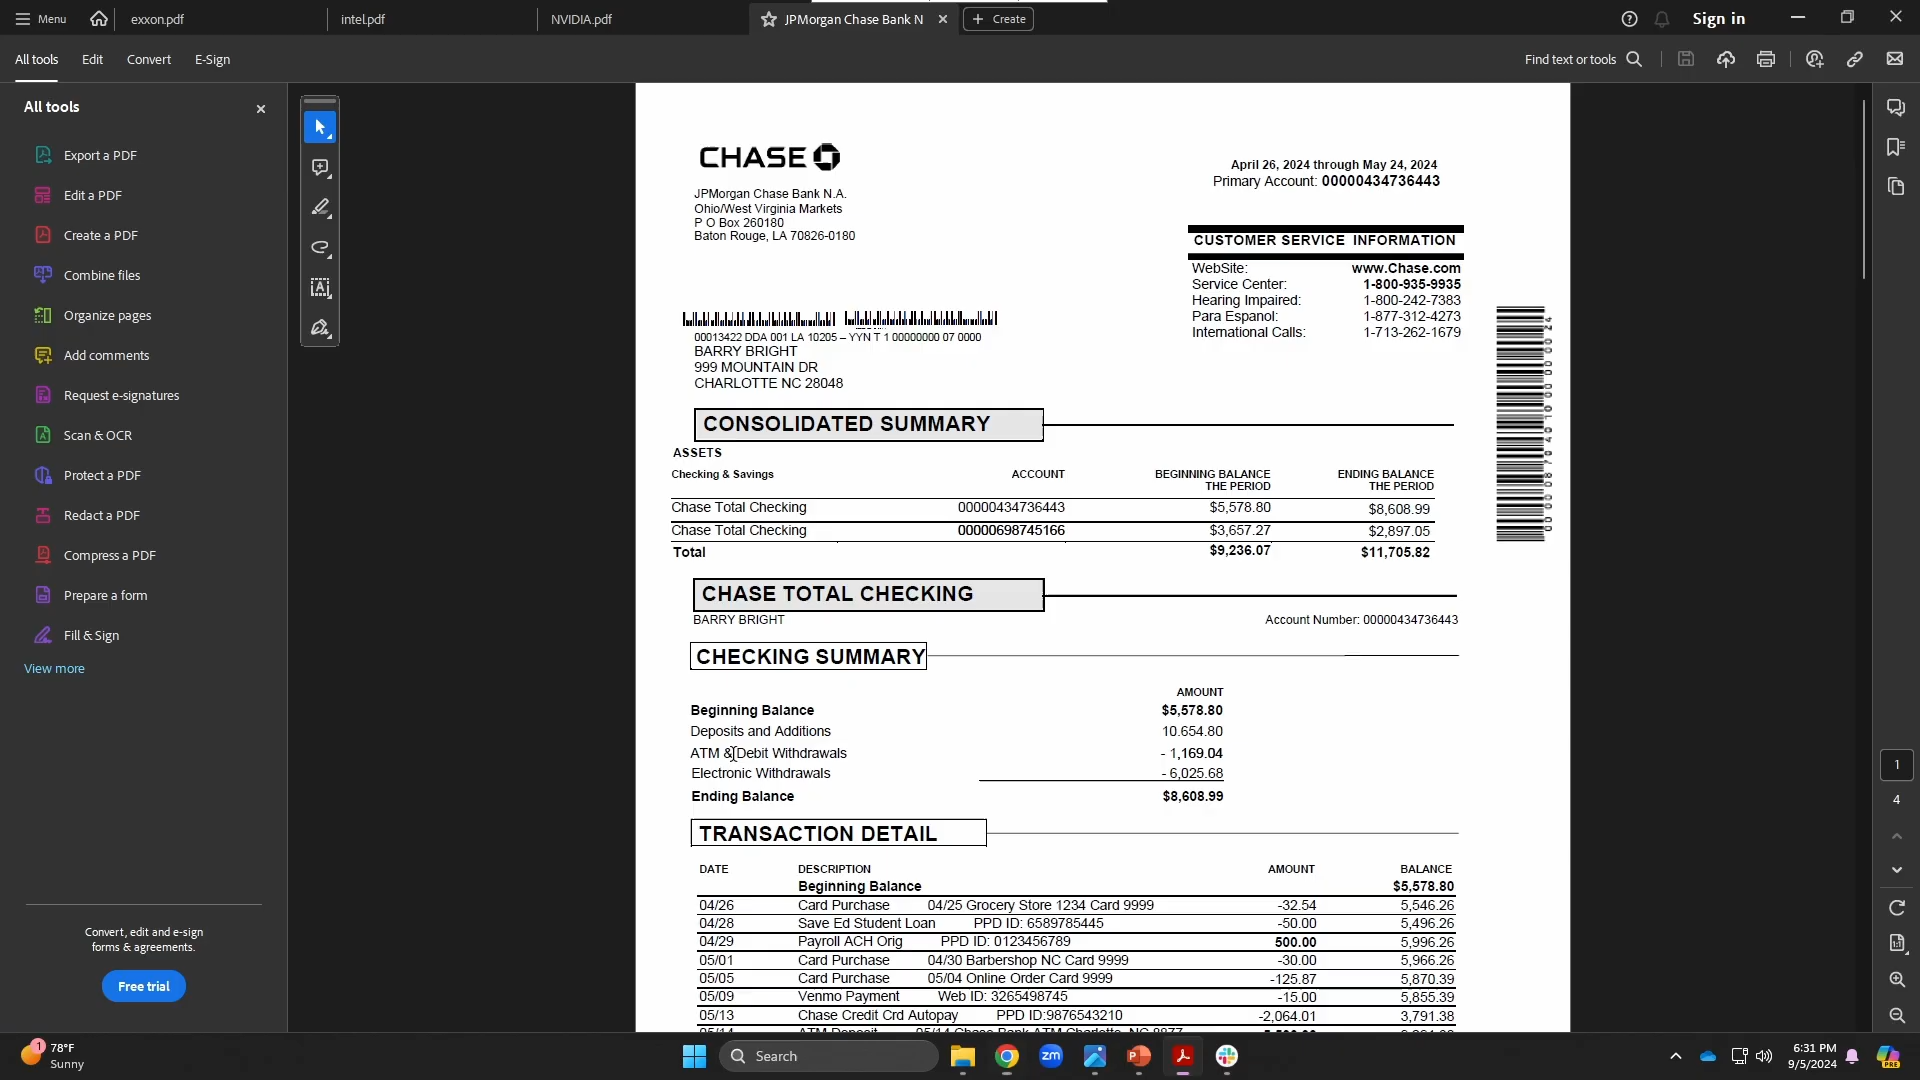 Menu
exxon.pdf
intel.pdf
NVIDIA.pdf
JPMorgan Chase Bank N
Create
Sign in
All tools
Edit
Convert
E-Sign
Find text or tools
All tools
Export a PDF
Edit a PDF
Create a PDF
Combine files
Organize pages
Add comments
Request e-signatures
Scan & OCR
Protect a PDF
Redact a PDF
Compress a PDF
Prepare a form
Fill & Sign
View more
Convert, edit and e-sign
forms & agreements.
Free trial
CHASE
JPMorgan Chase Bank N.A.
Ohio/West Virginia Markets
P O Box 260180
Baton Rouge, LA 70826-0180
April 26, 2024 through May 24, 2024
Primary Account: 00000434736443
CUSTOMER SERVICE INFORMATION
WebSite: www.Chase.com
Service Center: 1-800-935-9935
Hearing Impaired: 1-800-242-7383
Para Espanol: 1-877-312-4273
International Calls: 1-713-262-1679
00013422 DDA 001 LA 10205 – YYN T 1 00000000 07 0000
BARRY BRIGHT
999 MOUNTAIN DR
CHARLOTTE NC 28048
CONSOLIDATED SUMMARY
ASSETS
Checking & Savings ACCOUNT BEGINNING BALANCE THE PERIOD ENDING BALANCE THE PERIOD
Chase Total Checking 00000434736443 $5,578.80 $8,608.99
Chase Total Checking 00000698745166 $3,657.27 $2,897.05
Total $9,236.07 $11,705.82
CHASE TOTAL CHECKING
BARRY BRIGHT Account Number: 00000434736443
CHECKING SUMMARY
AMOUNT
Beginning Balance $5,578.80
Deposits and Additions 10.654.80
ATM & Debit Withdrawals - 1,169.04
Electronic Withdrawals - 6,025.68
Ending Balance $8,608.99
TRANSACTION DETAIL
DATE DESCRIPTION AMOUNT BALANCE
Beginning Balance $5,578.80
04/26 Card Purchase 04/25 Grocery Store 1234 Card 9999 -32.54 5,546.26
04/28 Save Ed Student Loan PPD ID: 6589785445 -50.00 5,496.26
04/29 Payroll ACH Orig PPD ID: 0123456789 500.00 5,996.26
05/01 Card Purchase 04/30 Barbershop NC Card 9999 -30.00 5,966.26
05/05 Card Purchase 05/04 Online Order Card 9999 -125.87 5,870.39
05/09 Venmo Payment Web ID: 3265498745 -15.00 5,855.39
05/13 Chase Credit Crd Autopay PPD ID:9876543210 -2,064.01 3,791.38
1
4
1
78°F
Sunny
Search
zm
6:31 PM
9/5/2024
PRE